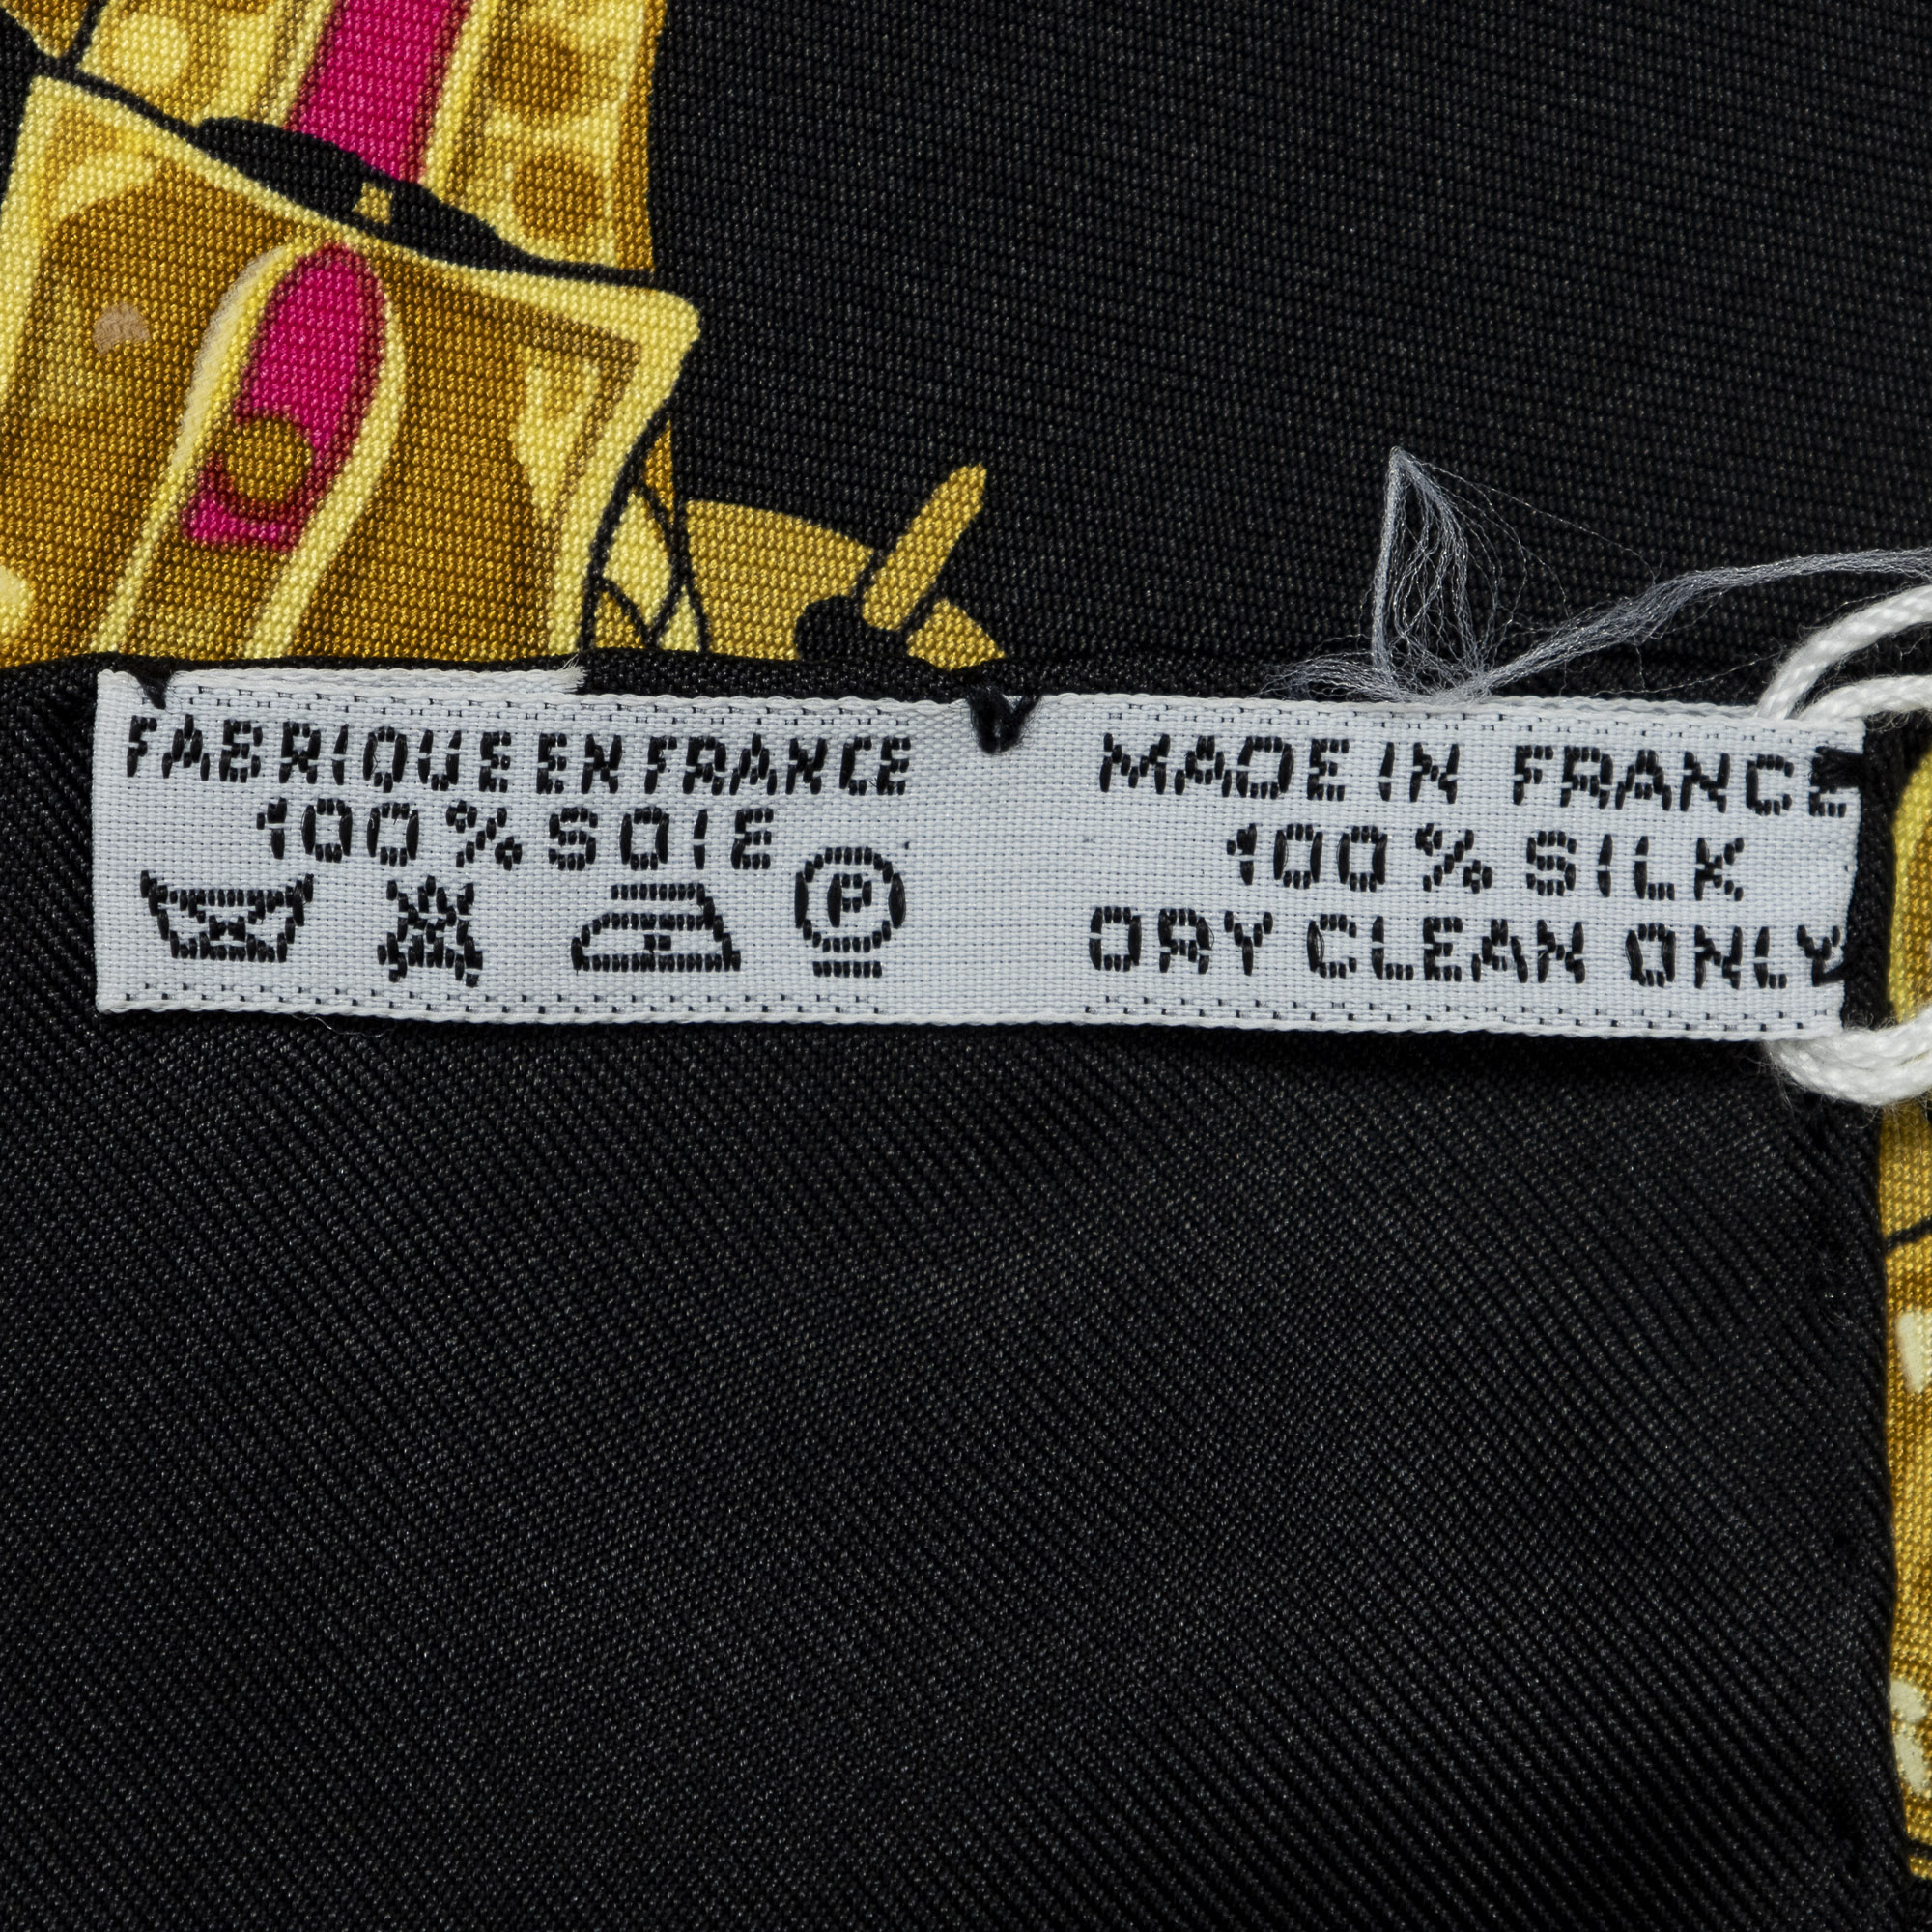 FABRIQUE EN FRANCE
100% SOIE
P
MADE IN FRANCE
100% SILK
DRY CLEAN ONLY